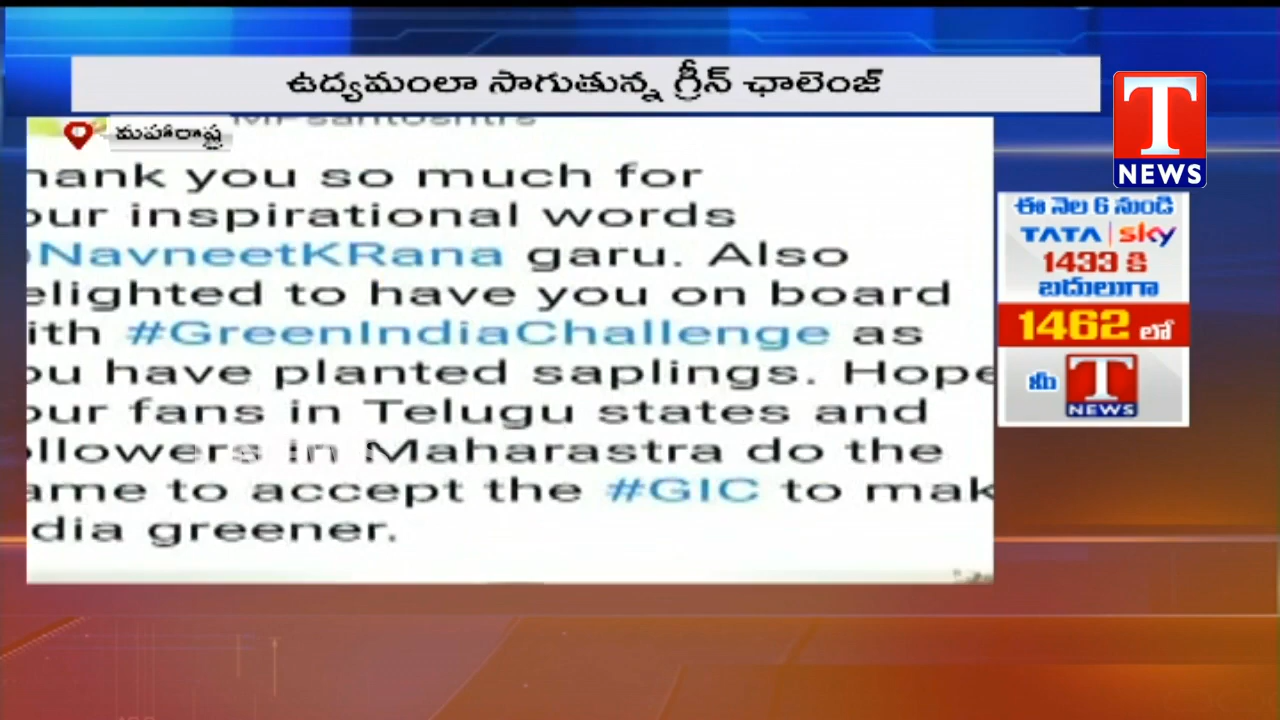 ఉద్యమంలా సాగుతున్న గ్రీన్ ఛాలెంజ్
T
NEWS
మహారాష్ట్ర
hank you so much for
our inspirational words
NavneetKRana garu. Also
elighted to have you on board
ith #GreenIndiaChallenge as
ou have planted saplings. Hope
our fans in Telugu states and
ollowers in Maharastra do the
ame to accept the #GIC to mak
dia greener.
ఈ నెల 6 నుండి
TATA | sky
1433 కి
బదులుగా
1462 లో
మీ T
NEWS